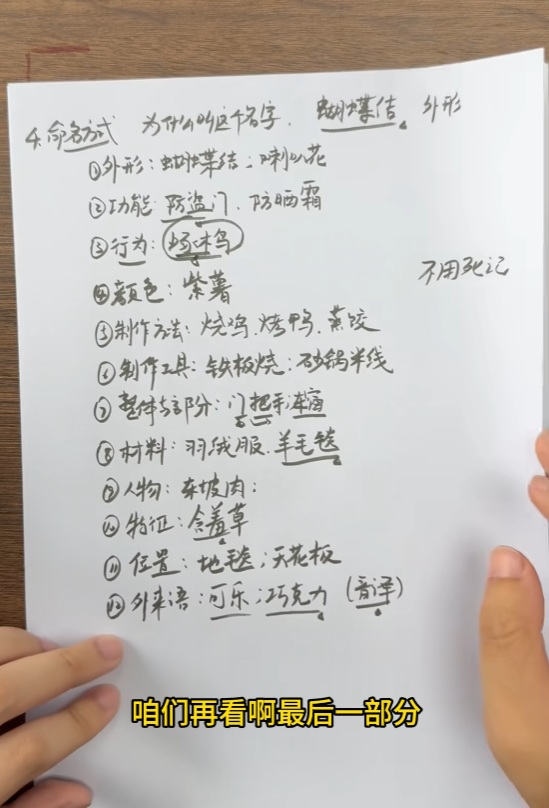 4.命名方式 为什么叫这个名字. 蝴蝶结 外形
①外形：蝴蝶结；喇叭花
②功能：防盗门、防晒霜
③行为：啄木鸟
不用死记
④颜色：紫薯
⑤制作方法：烧鸡、烤鸭、蒸饺
⑥制作工具：铁板烧；砂锅米线
⑦整体与部分：门把手；车窗
⑧材料：羽绒服、羊毛毯
⑨人物：东坡肉；
⑩特征：含羞草
⑪位置：地毯；天花板
⑫外来语：可乐；巧克力（音译）
咱们再看啊最后一部分